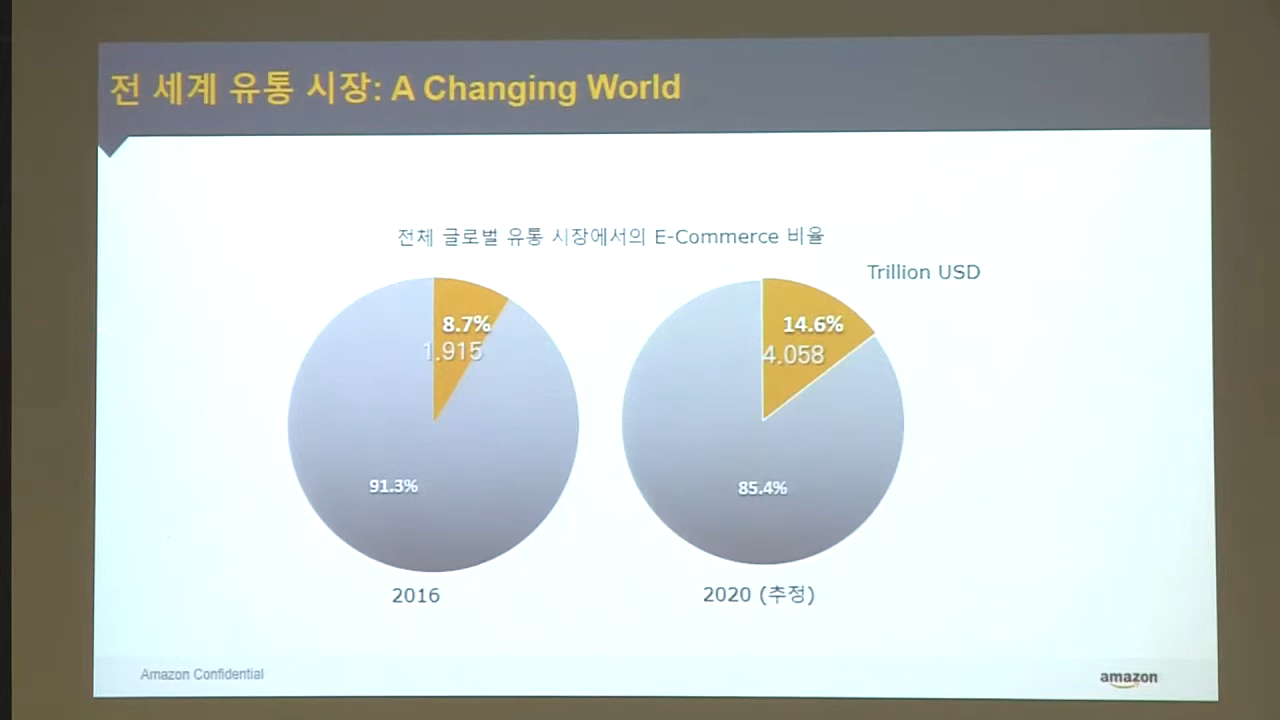 전 세계 유통 시장: A Changing World
전체 글로벌 유통 시장에서의 E-Commerce 비율
Trillion USD
8.7%
1.915
91.3%
2016
14.6%
4.058
85.4%
2020 (추정)
Amazon Confidential
amazon